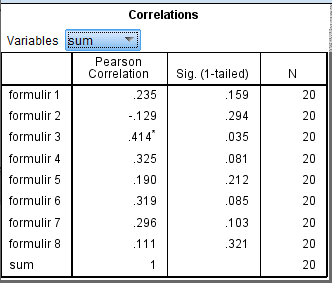 Correlations
Variables sum
Pearson Correlation Sig. (1-tailed) N
formulir 1 .235 .159 20
formulir 2 -.129 .294 20
formulir 3 .414* .035 20
formulir 4 .325 .081 20
formulir 5 .190 .212 20
formulir 6 .319 .085 20
formulir 7 .296 .103 20
formulir 8 .111 .321 20
sum 1 20